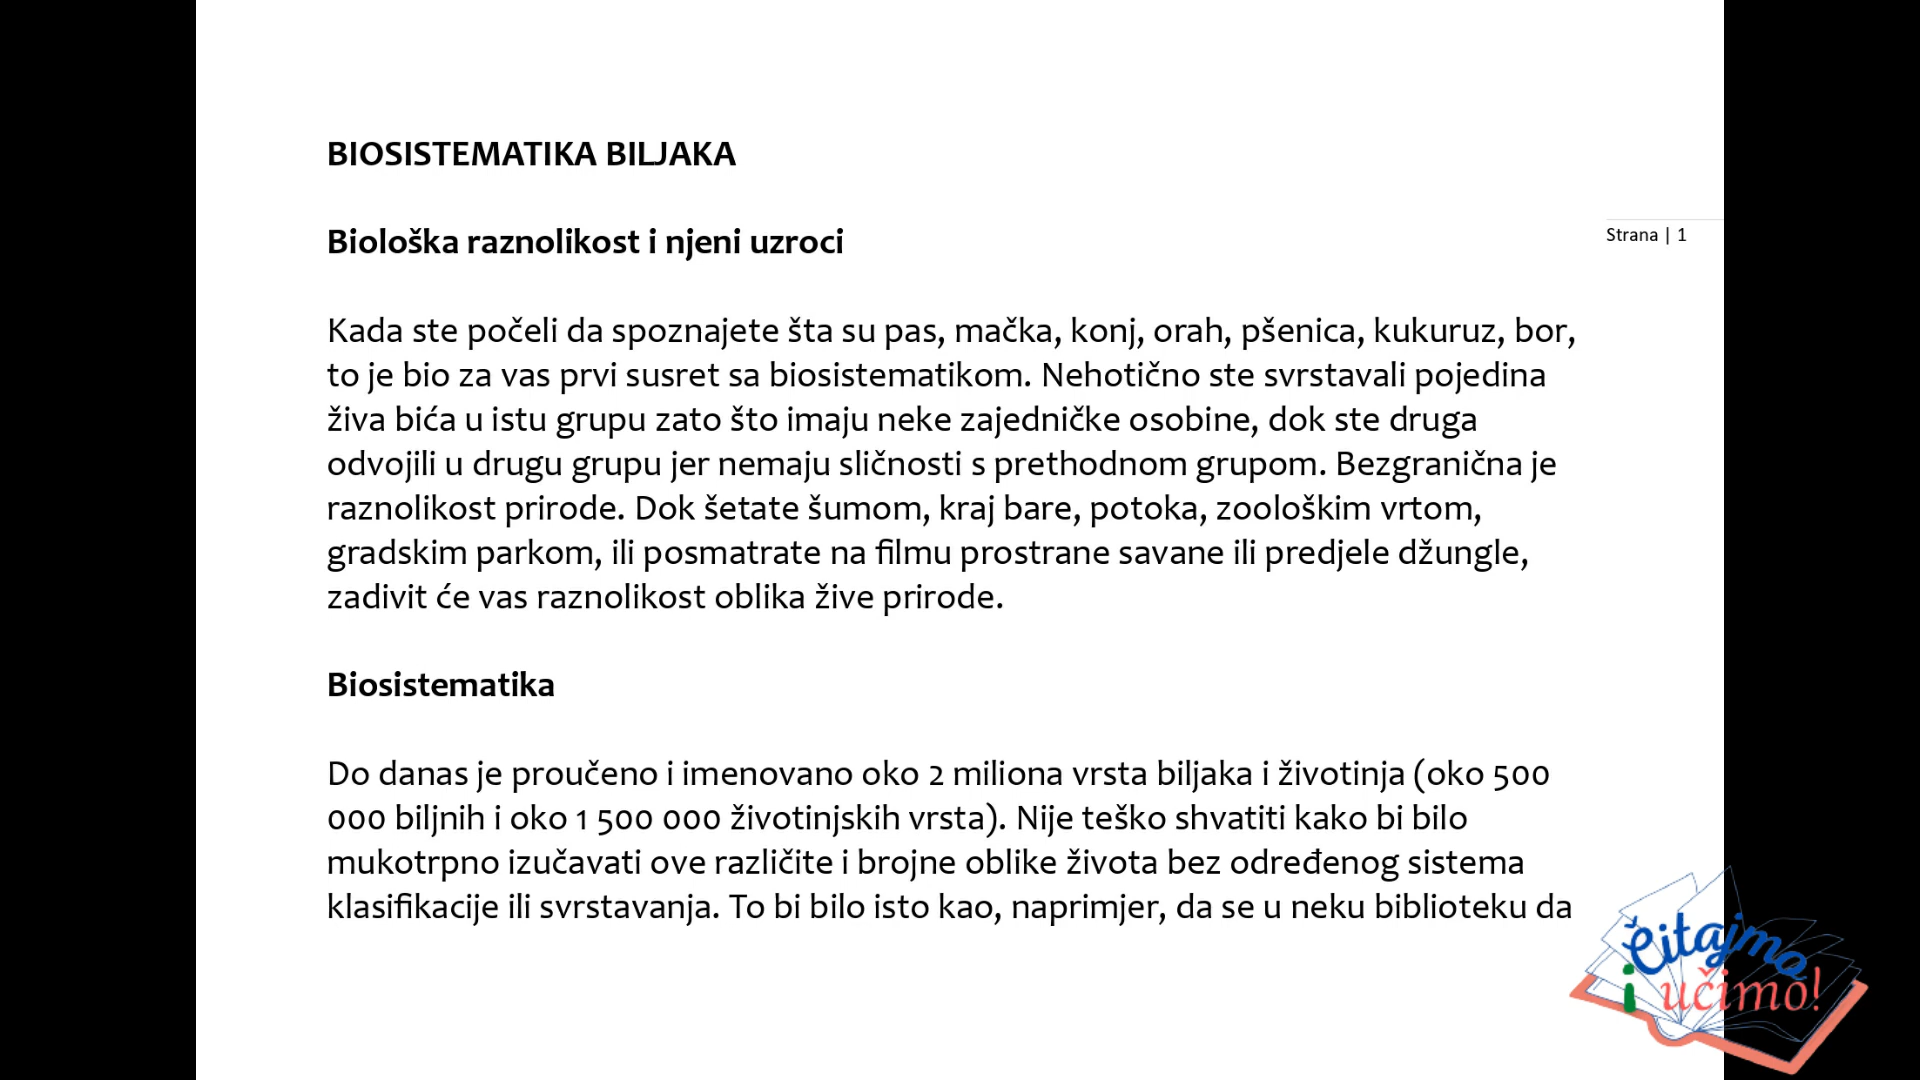 BIOSISTEMATIKA BILJAKA
Biološka raznolikost i njeni uzroci
Strana | 1
Kada ste počeli da spoznajete šta su pas, mačka, konj, orah, pšenica, kukuruz, bor,
to je bio za vas prvi susret sa biosistematikom. Nehotično ste svrstavali pojedina
živa bića u istu grupu zato što imaju neke zajedničke osobine, dok ste druga
odvojili u drugu grupu jer nemaju sličnosti s prethodnom grupom. Bezgranična je
raznolikost prirode. Dok šetate šumom, kraj bare, potoka, zoološkim vrtom,
gradskim parkom, ili posmatrate na filmu prostrane savane ili predjele džungle,
zadivit će vas raznolikost oblika žive prirode.
Biosistematika
Do danas je proučeno i imenovano oko 2 miliona vrsta biljaka i životinja (oko 500
000 biljnih i oko 1 500 000 životinjskih vrsta). Nije teško shvatiti kako bi bilo
mukotrpno izučavati ove različite i brojne oblike života bez određenog sistema
klasifikacije ili svrstavanja. To bi bilo isto kao, naprimjer, da se u neku biblioteku da
čitajmo
i učimo!